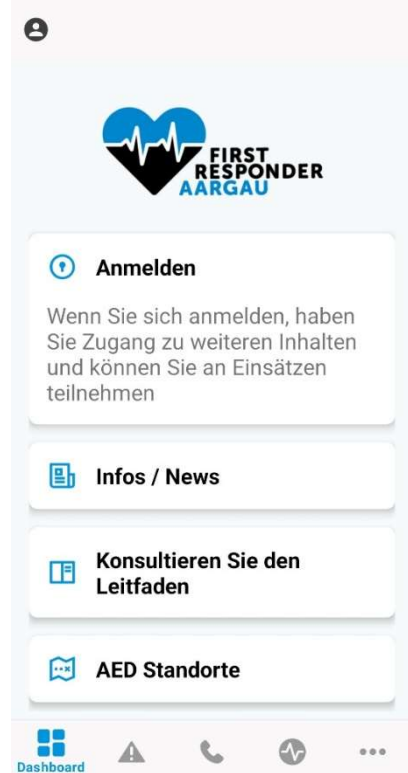 FIRST
RESPONDER
AARGAU
Anmelden
Wenn Sie sich anmelden, haben
Sie Zugang zu weiteren Inhalten
und können Sie an Einsätzen
teilnehmen
Infos / News
Konsultieren Sie den
Leitfaden
AED Standorte
Dashboard